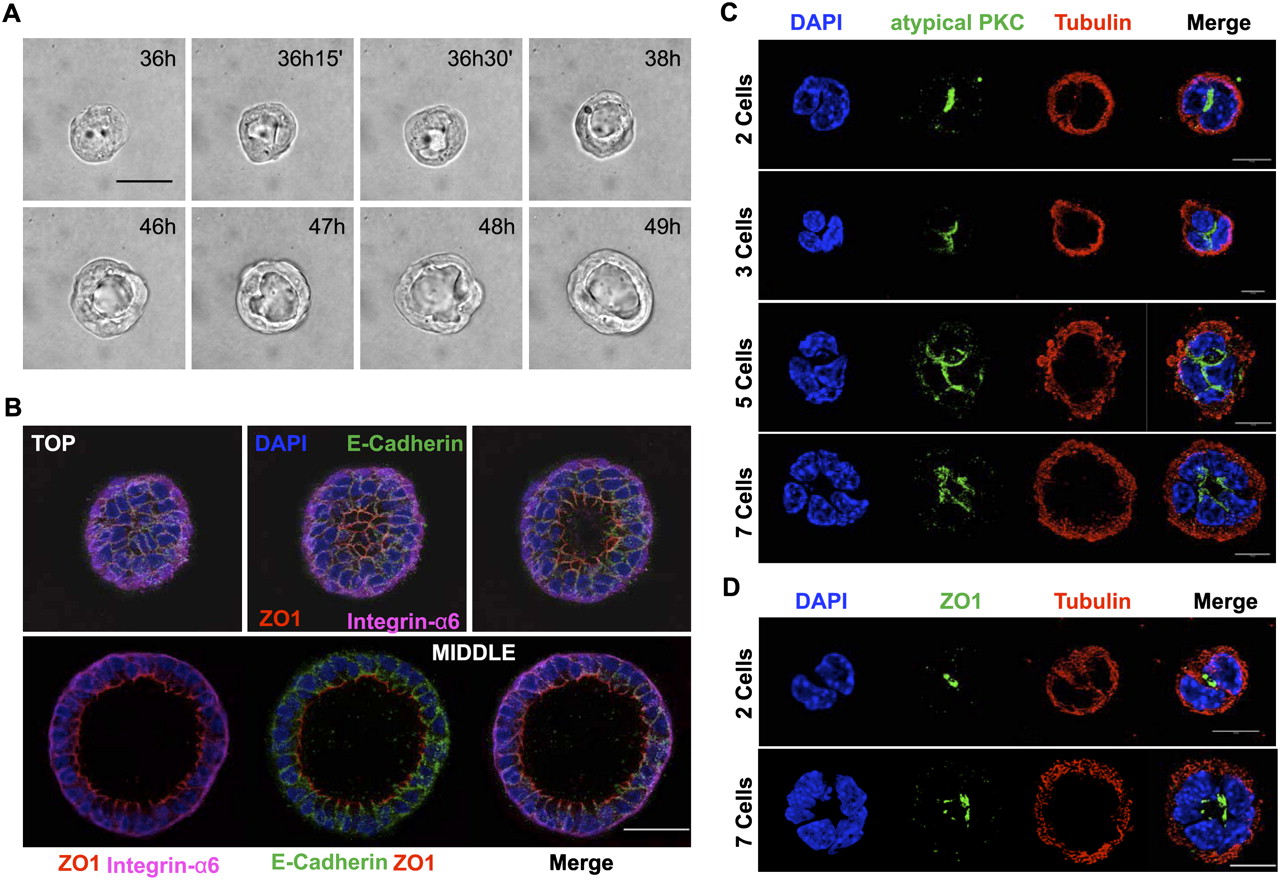 A
36h
36h15'
36h30'
38h
46h
47h
48h
49h
B
TOP
DAPI
E-Cadherin
ZO1
Integrin-α6
MIDDLE
ZO1 Integrin-α6
E-Cadherin ZO1
Merge
C
DAPI
atypical PKC
Tubulin
Merge
2 Cells
3 Cells
5 Cells
7 Cells
D
DAPI
ZO1
Tubulin
Merge
2 Cells
7 Cells